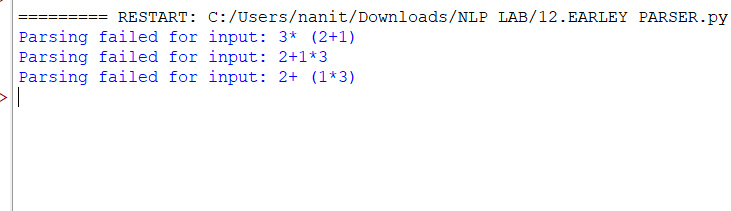 ========= RESTART: C:/Users/nanit/Downloads/NLP LAB/12.EARLEY PARSER.py
Parsing failed for input: 3* (2+1)
Parsing failed for input: 2+1*3
Parsing failed for input: 2+ (1*3)
>